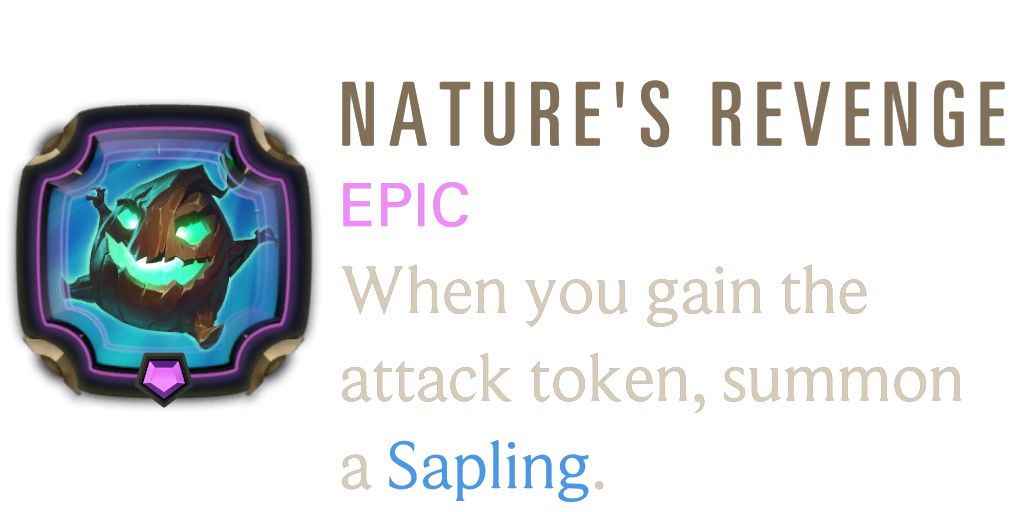 NATURE'S REVENGE
EPIC
When you gain the
attack token, summon
a Sapling.